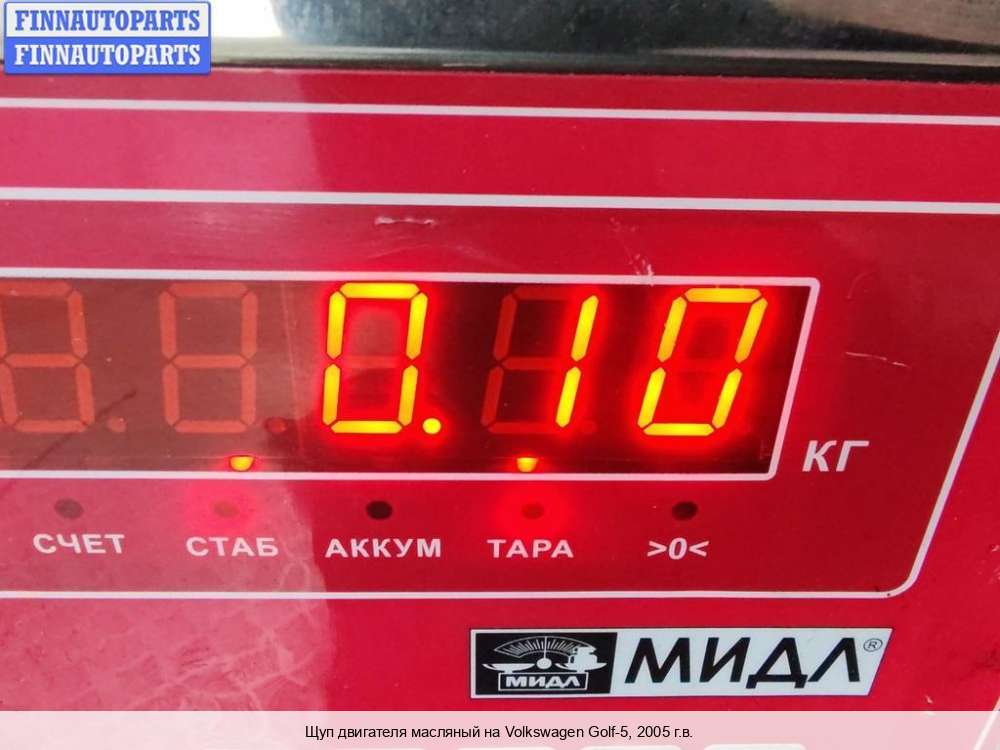 FINNAUTOPARTS
FINNAUTOPARTS
0.10
КГ
СЧЕТ СТАБ АККУМ ТАРА >0<
МИДЛ МИДЛ®
Щуп двигателя масляный на Volkswagen Golf-5, 2005 г.в.